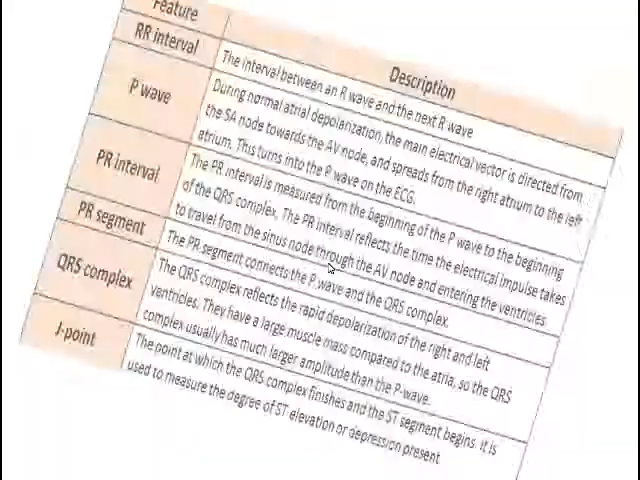 Feature
Description
RR interval
The interval between an R wave and the next R wave
P wave
During normal atrial depolarization, the main electrical vector is directed from
the SA node towards the AV node, and spreads from the right atrium to the left
atrium. This turns into the P wave on the ECG.
PR interval
The PR interval is measured from the beginning of the P wave to the beginning
of the QRS complex. The PR interval reflects the time the electrical impulse takes
to travel from the sinus node through the AV node and entering the ventricles.
PR segment
The PR segment connects the P wave and the QRS complex.
QRS complex
The QRS complex reflects the rapid depolarization of the right and left
ventricles. They have a large muscle mass compared to the atria, so the QRS
complex usually has much larger amplitude than the P-wave.
J-point
The point at which the QRS complex finishes and the ST segment begins. It is
used to measure the degree of ST elevation or depression present